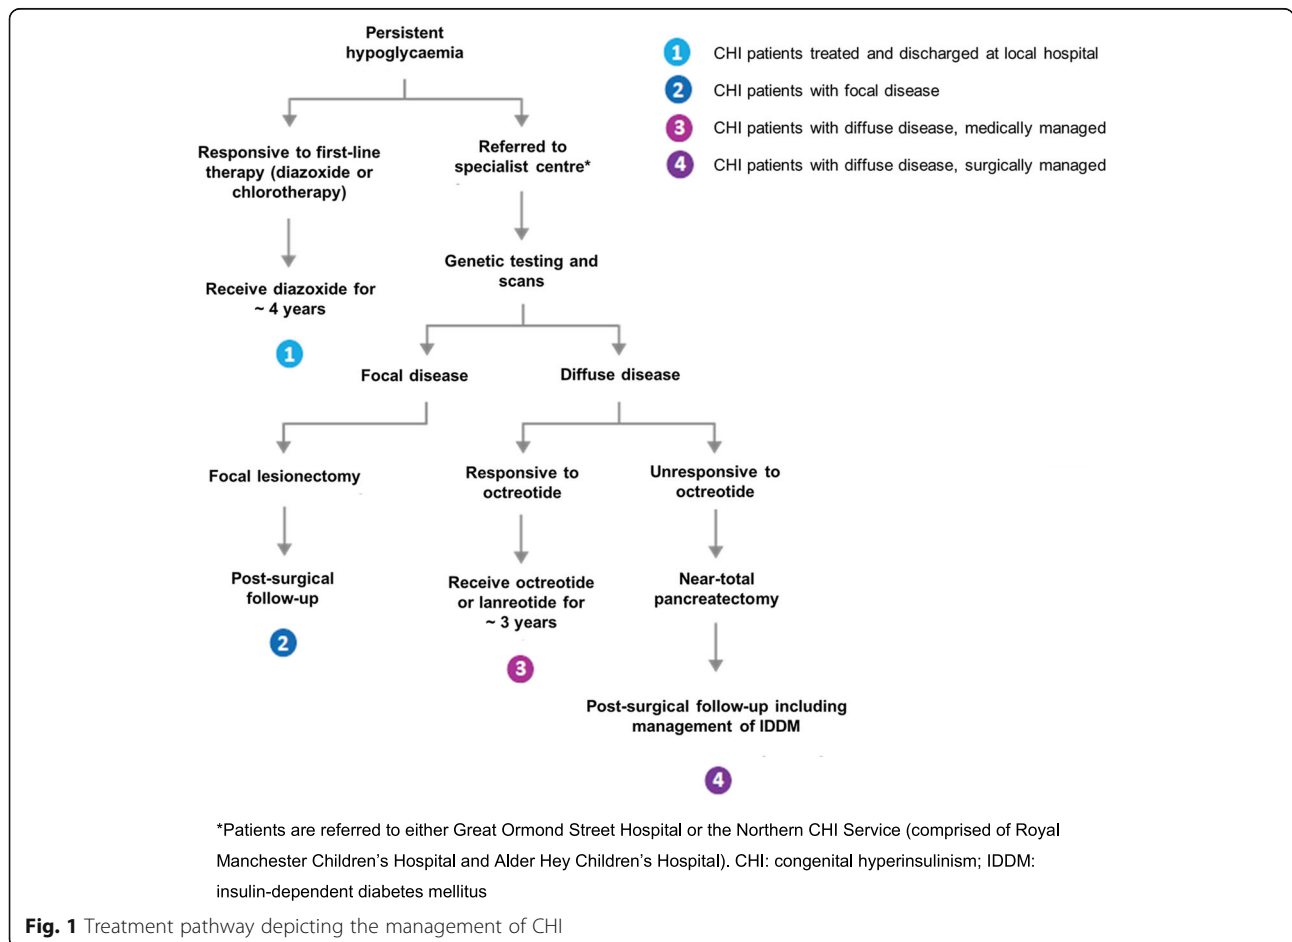 Persistent
hypoglycaemia
1 CHI patients treated and discharged at local hospital
2 CHI patients with focal disease
3 CHI patients with diffuse disease, medically managed
4 CHI patients with diffuse disease, surgically managed
Responsive to first-line
therapy (diazoxide or
chlorotherapy)
Referred to
specialist centre*
Receive diazoxide for
~ 4 years
1
Genetic testing and
scans
Focal disease
Diffuse disease
Focal lesionectomy
Responsive to
octreotide
Unresponsive to
octreotide
Post-surgical
follow-up
2
Receive octreotide
or lanreotide for
~ 3 years
3
Near-total
pancreatectomy
Post-surgical follow-up including
management of IDDM
4
*Patients are referred to either Great Ormond Street Hospital or the Northern CHI Service (comprised of Royal
Manchester Children’s Hospital and Alder Hey Children’s Hospital). CHI: congenital hyperinsulinism; IDDM:
insulin-dependent diabetes mellitus
Fig. 1 Treatment pathway depicting the management of CHI